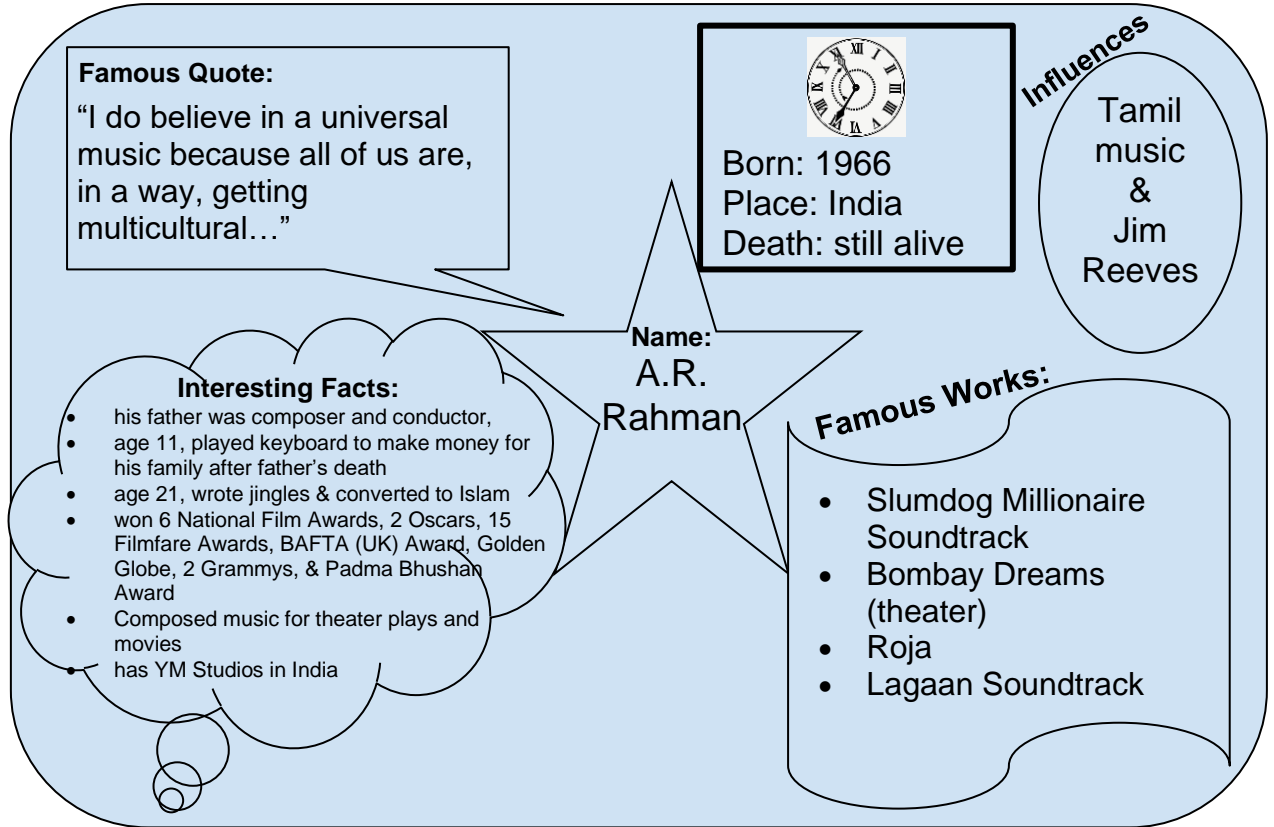 Famous Quote:
“I do believe in a universal
music because all of us are,
in a way, getting
multicultural…”
XII
I
II
III
V
VI
X
Born: 1966
Place: India
Death: still alive
Influences
Tamil
music
&
Jim
Reeves
Name:
A.R.
Rahman
Interesting Facts:
• his father was composer and conductor,
• age 11, played keyboard to make money for
his family after father’s death
• age 21, wrote jingles & converted to Islam
• won 6 National Film Awards, 2 Oscars, 15
Filmfare Awards, BAFTA (UK) Award, Golden
Globe, 2 Grammys, & Padma Bhushan
Award
• Composed music for theater plays and
movies
• has YM Studios in India
Famous Works:
• Slumdog Millionaire
Soundtrack
• Bombay Dreams
(theater)
• Roja
• Lagaan Soundtrack